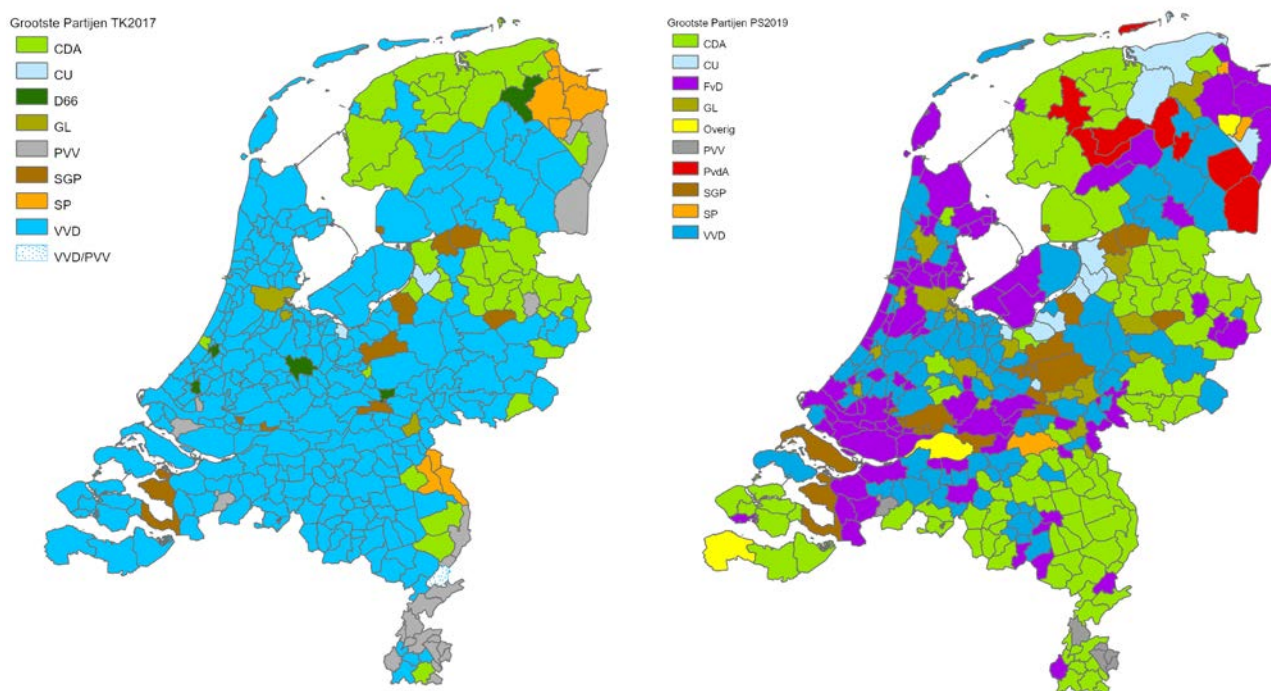 Grootste Partijen TK2017
CDA
CU
D66
GL
PVV
SGP
SP
VVD
VVD/PVV
Grootste Partijen PS2019
CDA
CU
FvD
GL
Overig
PVV
PvdA
SGP
SP
VVD